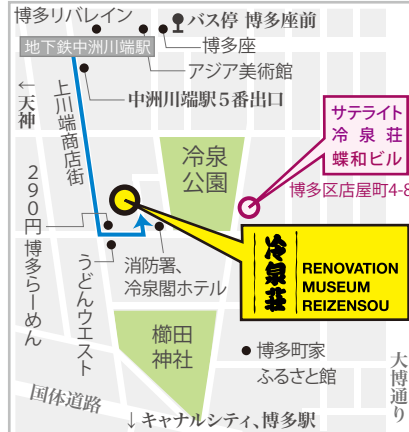 博多リバレイン
バス停 博多座前
地下鉄中洲川端駅
博多座
アジア美術館
←天神
中洲川端駅5番出口
上川端商店街
サテライト
冷泉荘
蝶和ビル
冷泉
公園
博多区店屋町4-8
290円 博多らーめん
冷泉荘
RENOVATION
MUSEUM
REIZENSOU
うどんウエスト
消防署、
冷泉閣ホテル
櫛田
神社
博多町家
ふるさと館
大博通り
国体道路
↓キャナルシティ、博多駅